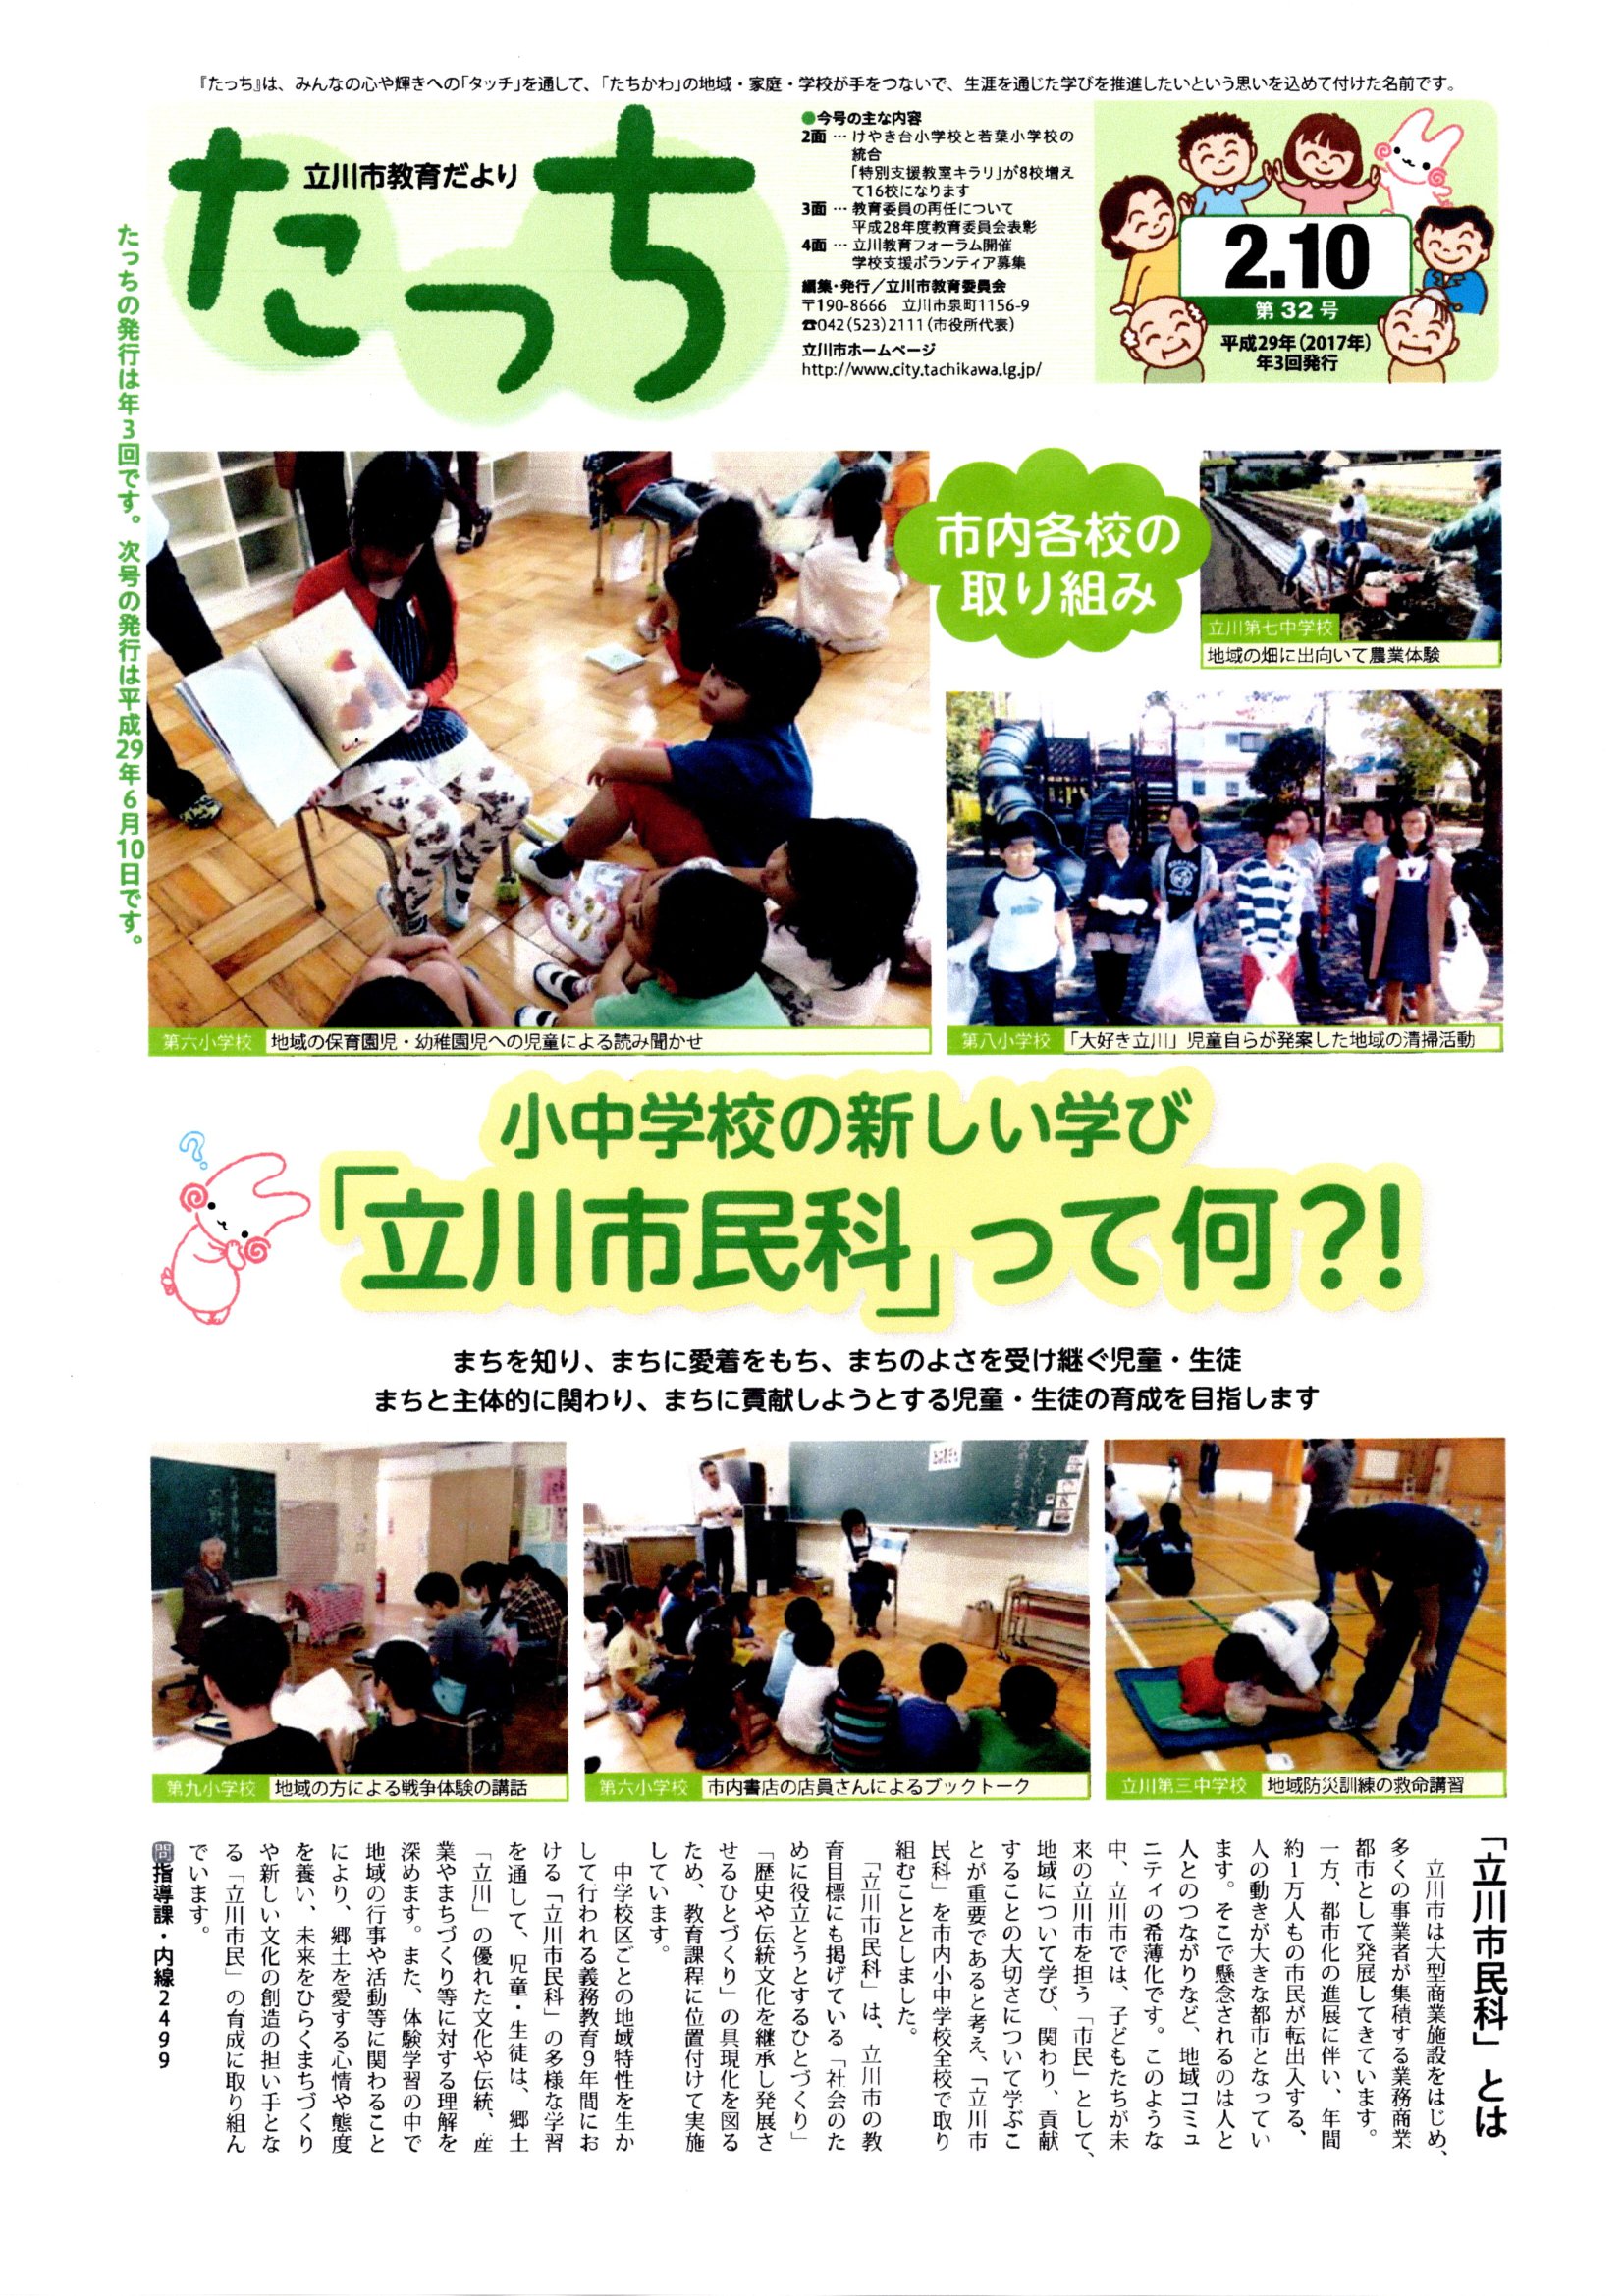 『たっち』は、みんなの心や輝きへの「タッチ」を通して、「たちかわ」の地域・家庭・学校が手をつないで、生涯を通じた学びを推進したいという思いを込めて付けた名前です。
たっち
立川市教育だより
●今号の主な内容
2面 … けやき台小学校と若葉小学校の
統合
「特別支援教室キラリ」が8校増え
て16校になります
3面 … 教育委員の再任について
平成28年度教育委員会表彰
4面 … 立川教育フォーラム開催
学校支援ボランティア募集
編集・発行／立川市教育委員会
〒190-8666　立川市泉町1156-9
☎042(523)2111(市役所代表)
立川市ホームページ
http://www.city.tachikawa.lg.jp/
2.10
第 32 号
平成29年(2017年)
年3回発行
たっちの発行は年3回です。次号の発行は平成29年6月10日です。
市内各校の
取り組み
立川第七中学校
地域の畑に出向いて農業体験
第六小学校 地域の保育園児・幼稚園児への児童による読み聞かせ
第八小学校 「大好き立川」児童自らが発案した地域の清掃活動
小中学校の新しい学び
「立川市民科」って何?!
まちを知り、まちに愛着をもち、まちのよさを受け継ぐ児童・生徒
まちと主体的に関わり、まちに貢献しようとする児童・生徒の育成を目指します
第九小学校 地域の方による戦争体験の講話
第六小学校 市内書店の店員さんによるブックトーク
立川第三中学校 地域防災訓練の救命講習
「立川市民科」とは
立川市は大型商業施設をはじめ、
多くの事業者が集積する業務商業
都市として発展してきています。
一方、都市化の進展に伴い、年間
約1万人もの市民が転出入する、
人の動きが大きな都市となってい
ます。そこで懸念されるのは人と
人とのつながりなど、地域コミュ
ニティの希薄化です。このような
中、立川市では、子どもたちが未
来の立川市を担う「市民」として、
地域について学び、関わり、貢献
することの大切さについて学ぶこ
とが重要であると考え、「立川市
民科」を市内小中学校全校で取り
組むこととしました。
「立川市民科」は、立川市の教
育目標にも掲げている「社会のた
めに役立とうとするひとづくり」
「歴史や伝統文化を継承し発展さ
せるひとづくり」の具現化を図る
ため、教育課程に位置付けて実施
しています。
中学校区ごとの地域特性を生か
して行われる義務教育9年間にお
ける「立川市民科」の多様な学習
を通して、児童・生徒は、郷土
「立川」の優れた文化や伝統、産
業やまちづくり等に対する理解を
深めます。また、体験学習の中で
地域の行事や活動等に関わること
により、郷土を愛する心情や態度
を養い、未来をひらくまちづくり
や新しい文化の創造の担い手とな
る「立川市民」の育成に取り組ん
でいます。
問指導課・内線2499